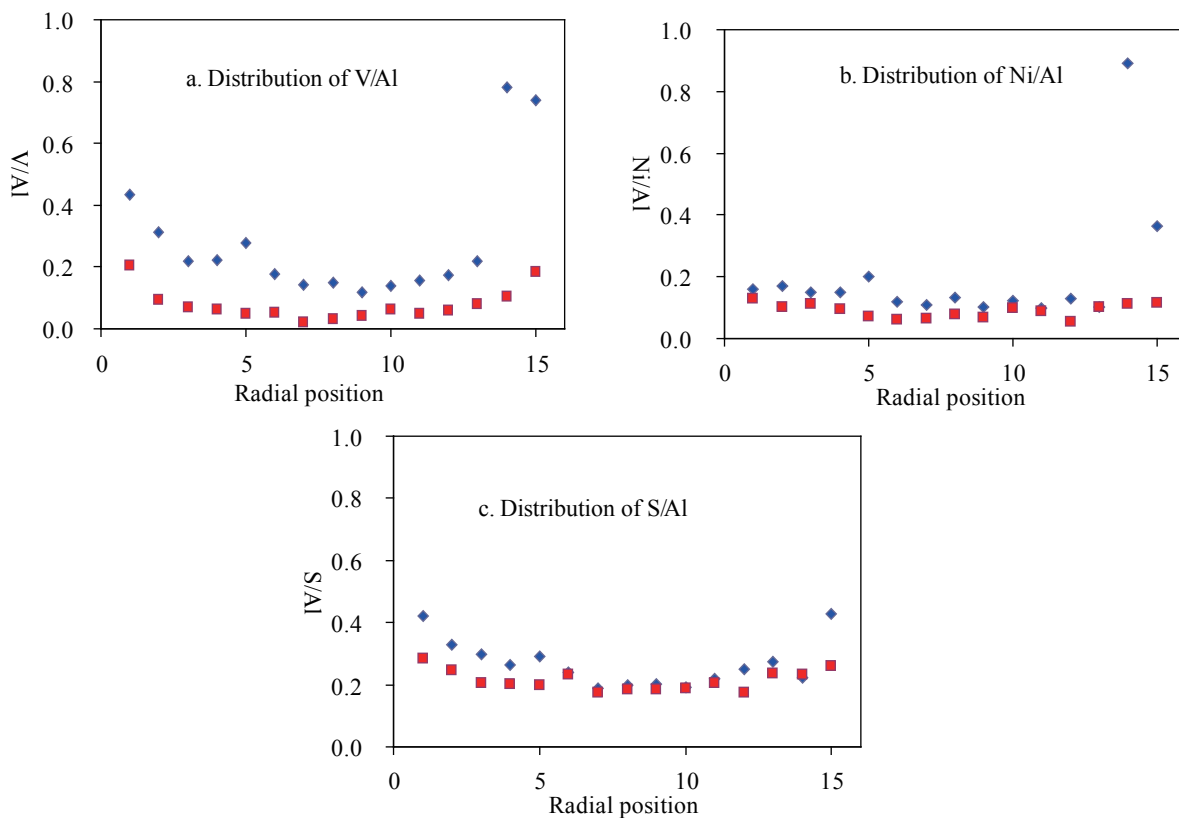 a. Distribution of V/Al
V/Al
1.0
0.8
0.6
0.4
0.2
0.0
0 5 10 15
Radial position
b. Distribution of Ni/Al
Ni/Al
1.0
0.8
0.6
0.4
0.2
0.0
0 5 10 15
Radial position
c. Distribution of S/Al
S/Al
1.0
0.8
0.6
0.4
0.2
0.0
0 5 10 15
Radial position